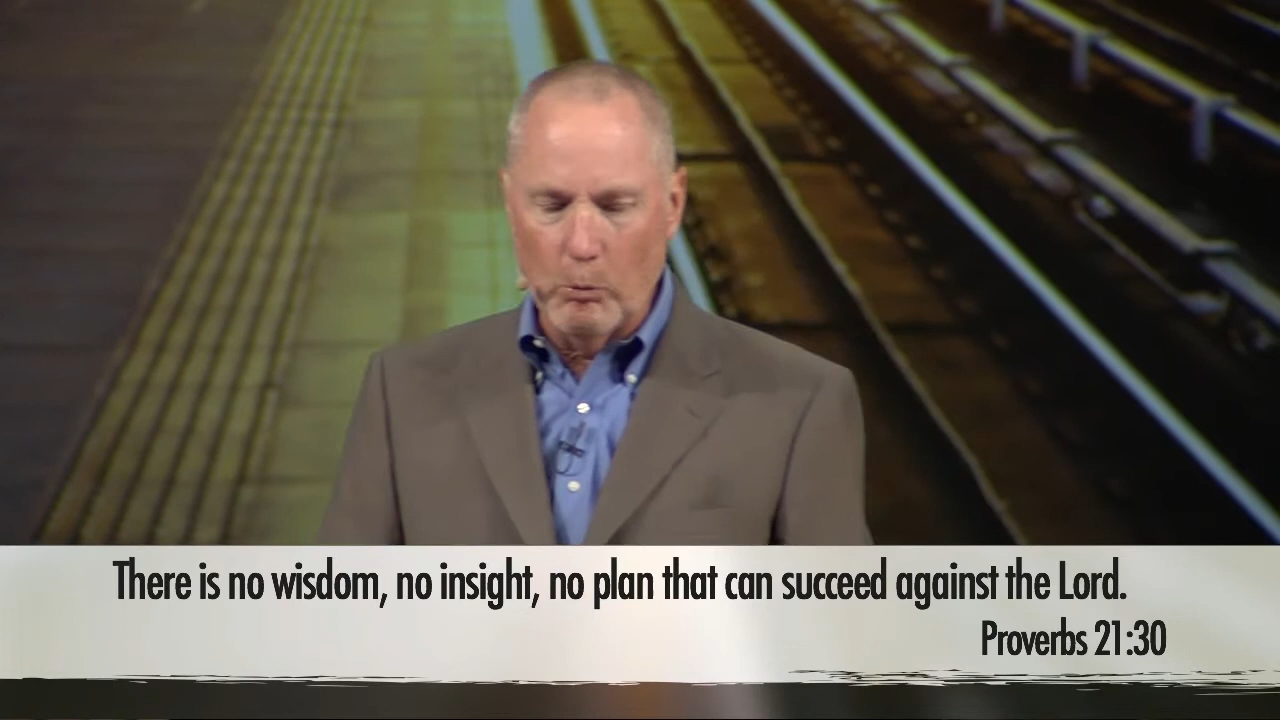 There is no wisdom, no insight, no plan that can succeed against the Lord.
Proverbs 21:30